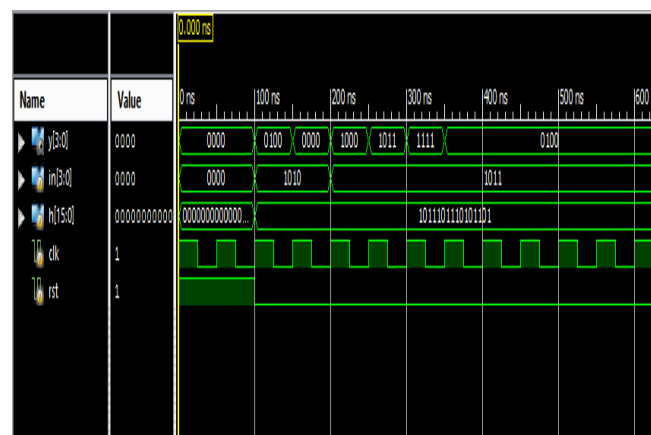 0.000 ns
Name Value 0 ns 100 ns 200 ns 300 ns 400 ns 500 ns 600
y[3:0] 0000 0000 0100 0000 1000 1011 1111 0100
in[3:0] 0000 0000 1010 1011
h[15:0] 00000000000 0000000000000... 1011101110101101
clk 1
rst 1